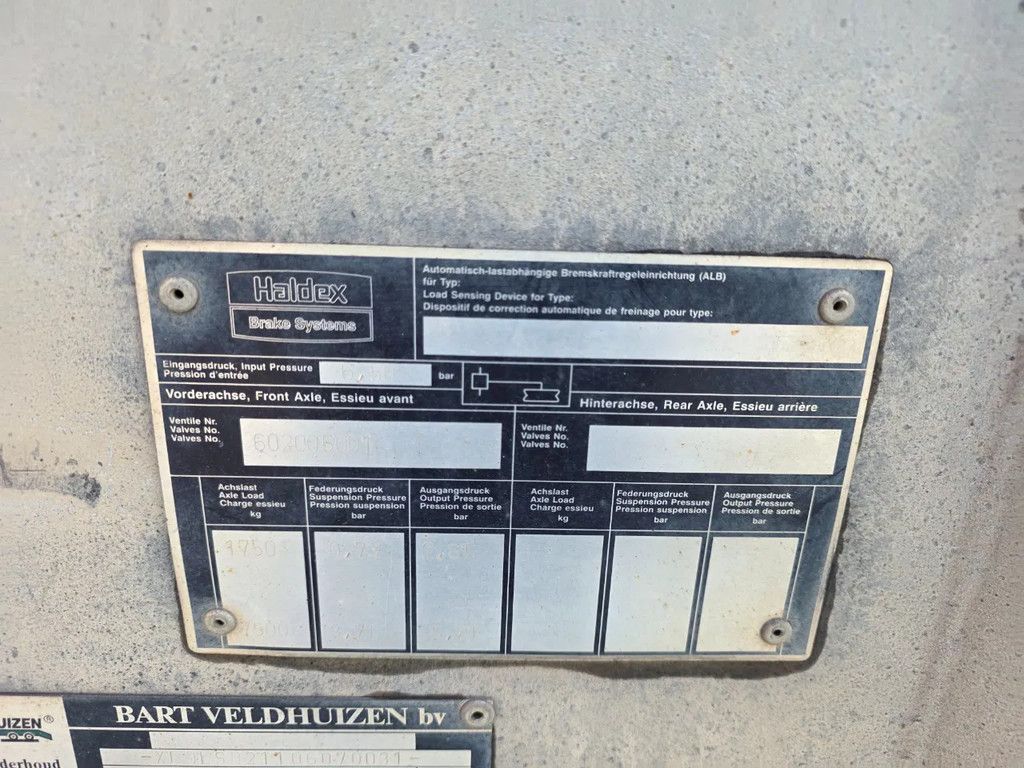 Haldex
Brake Systems
Automatisch-lastabhängige Bremskraftregeleinrichtung (ALB)
für Typ:
Load Sensing Device for Type:
Dispositif de correction automatique de freinage pour type:
Eingangsdruck, Input Pressure
Pression d'entrée
bar
Vorderachse, Front Axle, Essieu avant
Hinterachse, Rear Axle, Essieu arrière
Ventile Nr.
Valves No.
Valves No.
Ventile Nr.
Valves No.
Valves No.
Achslast
Axle Load
Charge essieu
kg
Federungsdruck
Suspension Pressure
Pression suspension
bar
Ausgangsdruck
Output Pressure
Pression de sortie
bar
Achslast
Axle Load
Charge essieu
kg
Federungsdruck
Suspension Pressure
Pression suspension
bar
Ausgangsdruck
Output Pressure
Pression de sortie
bar
UIZEN®
BART VELDHUIZEN bv
derhoud